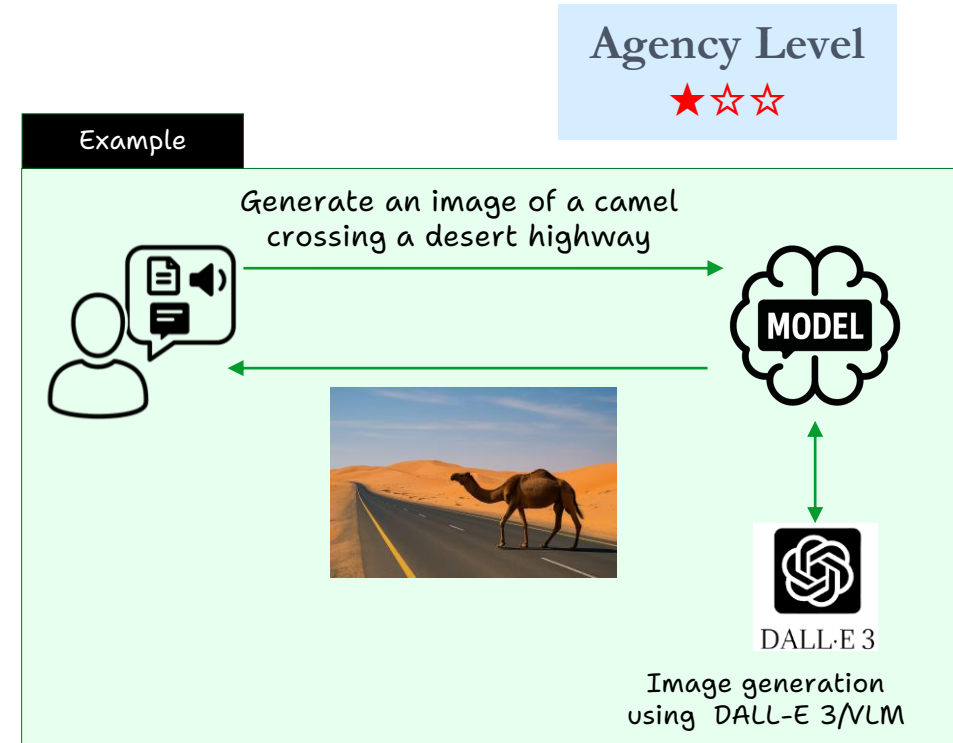 Agency Level
★☆☆
Example
Generate an image of a camel
crossing a desert highway
MODEL
DALL·E 3
Image generation
using DALL-E 3/VLM